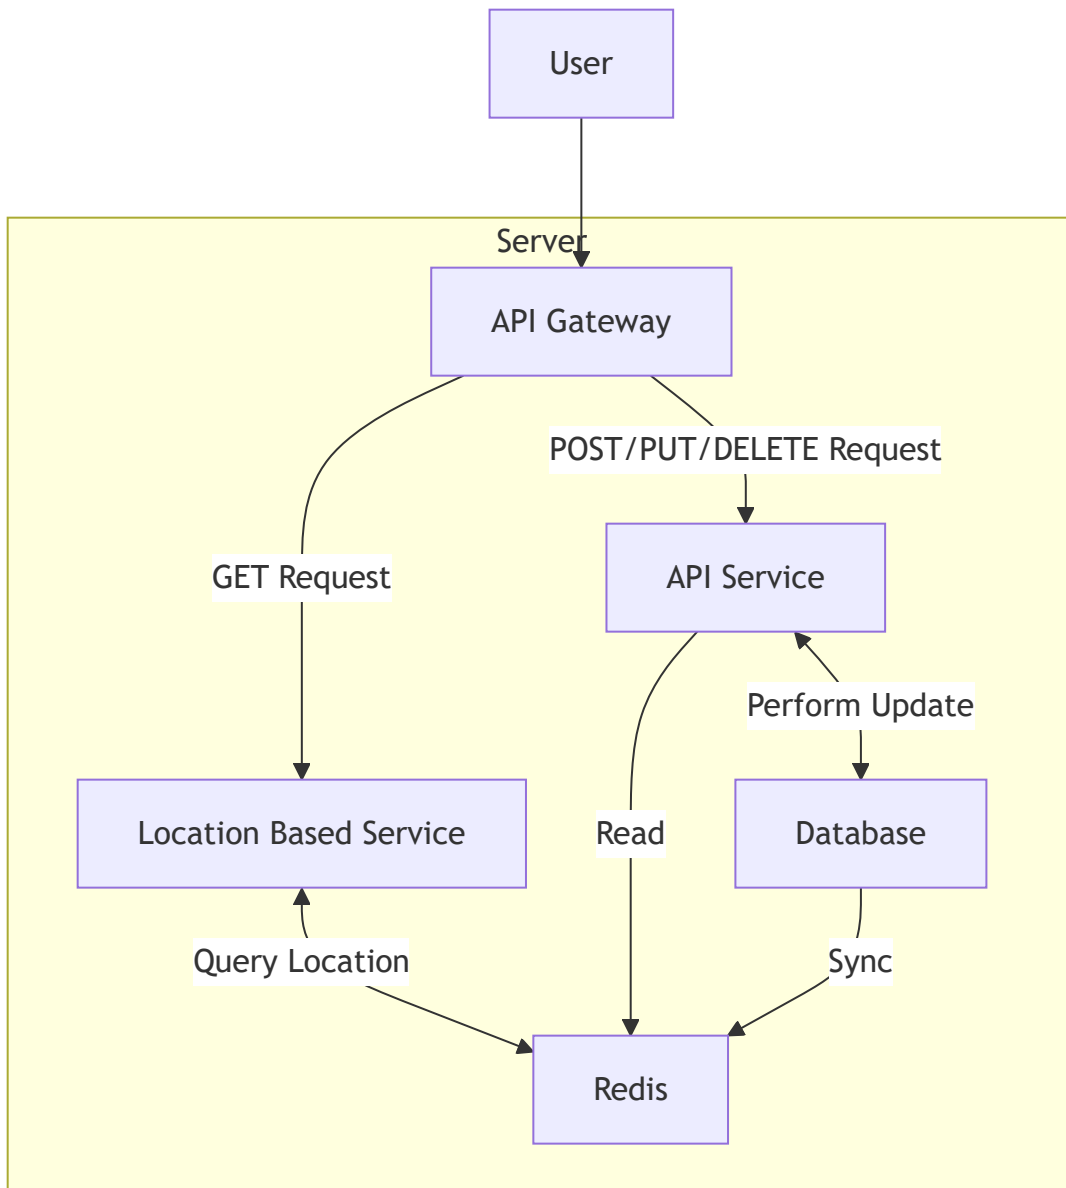 User
Server
API Gateway
POST/PUT/DELETE Request
GET Request
API Service
Perform Update
Location Based Service
Read
Database
Query Location
Sync
Redis